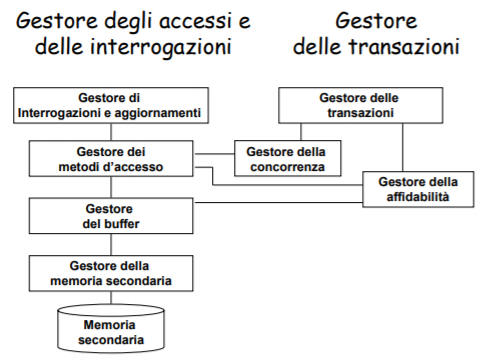 Gestore degli accessi e
delle interrogazioni
Gestore
delle transazioni
Gestore di
Interrogazioni e aggiornamenti
Gestore delle
transazioni
Gestore dei
metodi d'accesso
Gestore della
concorrenza
Gestore della
affidabilità
Gestore
del buffer
Gestore della
memoria secondaria
Memoria
secondaria